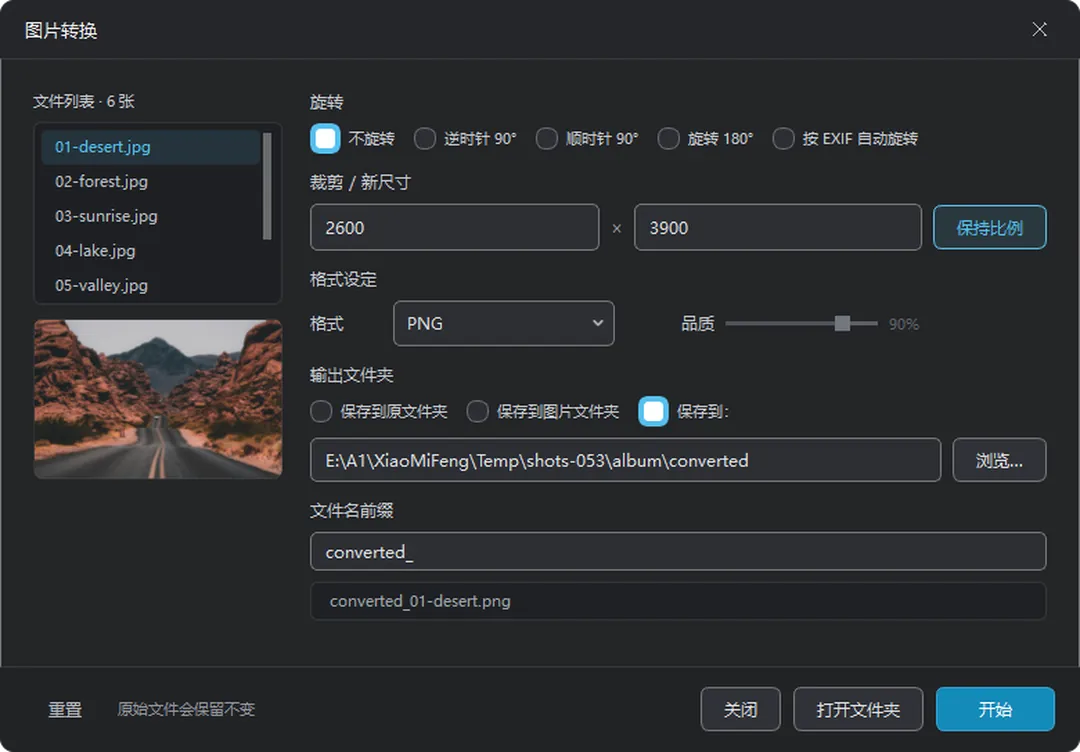 图片转换
文件列表 · 6 张
01-desert.jpg
02-forest.jpg
03-sunrise.jpg
04-lake.jpg
05-valley.jpg
旋转
不旋转 逆时针 90° 顺时针 90° 旋转 180° 按 EXIF 自动旋转
裁剪 / 新尺寸
2600 × 3900 保持比例
格式设定
格式 PNG 品质 90%
输出文件夹
保存到原文件夹 保存到图片文件夹 保存到:
E:\A1\XiaoMiFeng\Temp\shots-053\album\converted 浏览...
文件名前缀
converted_
converted_01-desert.png
重置 原始文件会保留不变 关闭 打开文件夹 开始